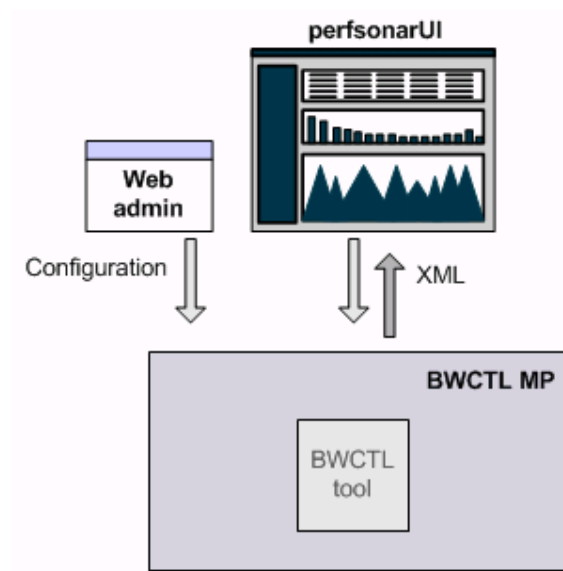 perfsonarUI
Web
admin
Configuration
XML
BWCTL MP
BWCTL
tool